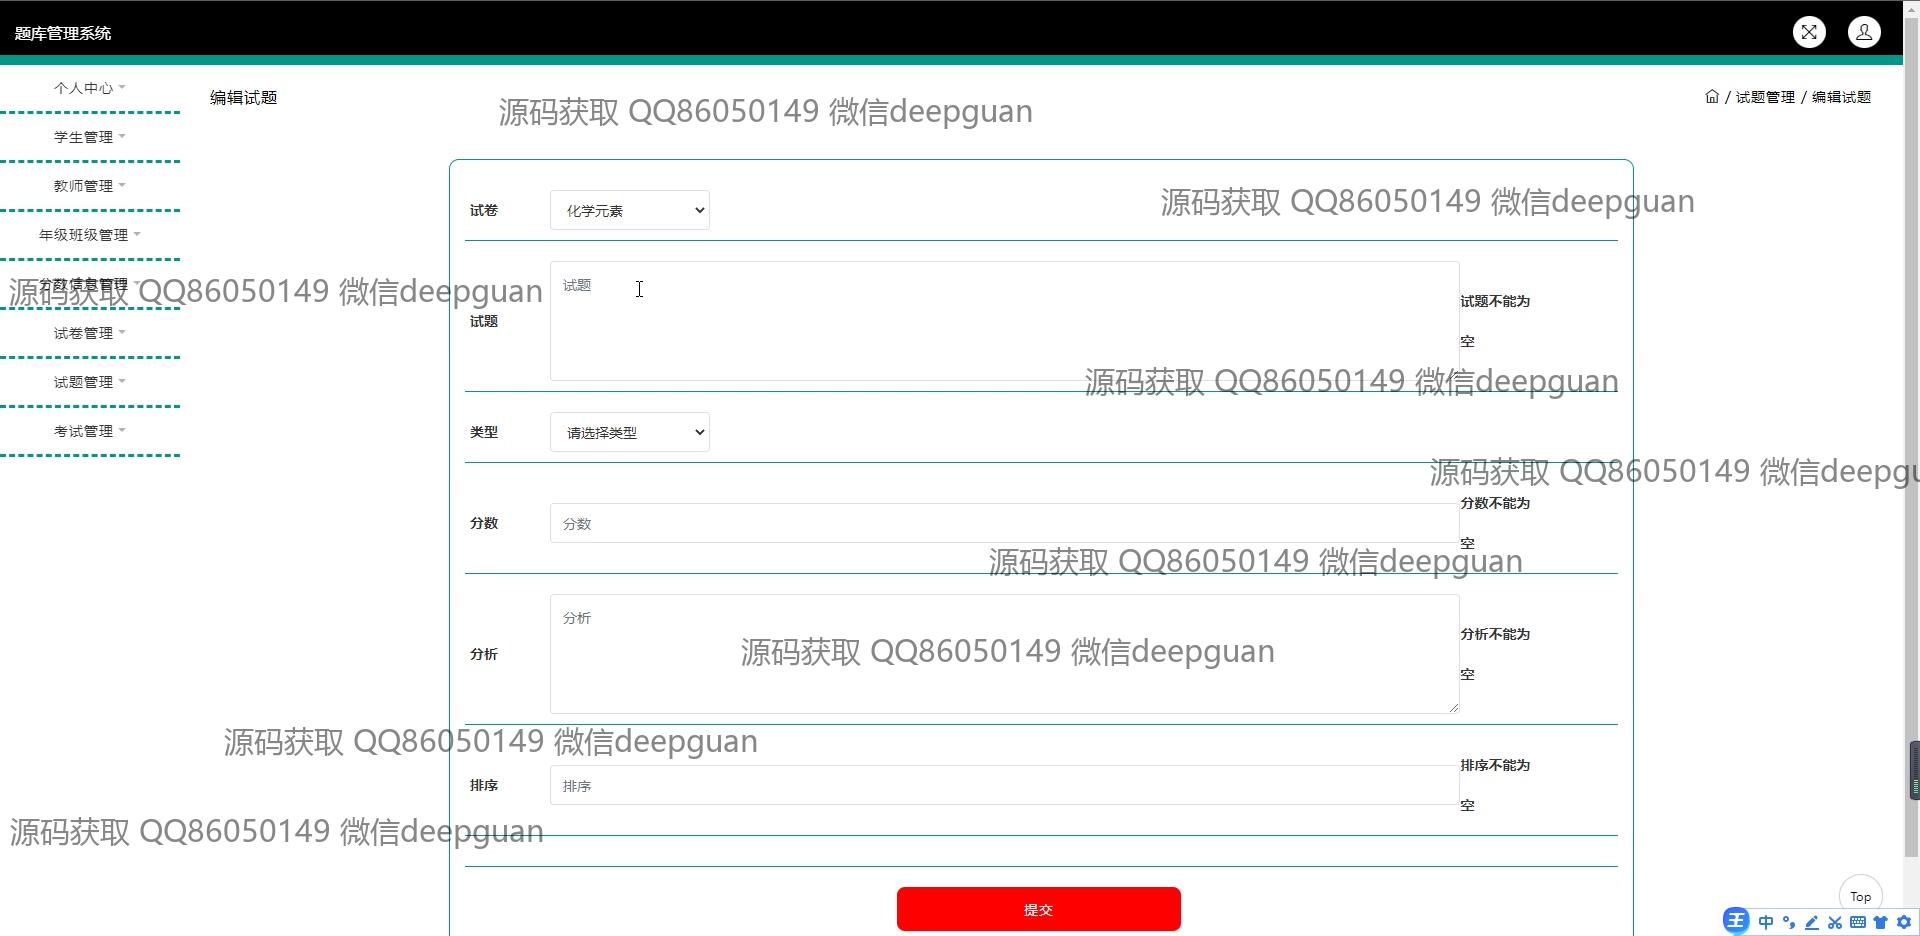 题库管理系统
个人中心
编辑试题
源码获取 QQ86050149 微信deepguan
/ 试题管理 / 编辑试题
学生管理
教师管理
试卷
化学元素
源码获取 QQ86050149 微信deepguan
年级班级管理
分数信息管理
源码获取 QQ86050149 微信deepguan
试题
试题
试题不能为
空
试卷管理
试题管理
源码获取 QQ86050149 微信deepguan
考试管理
类型
请选择类型
源码获取 QQ86050149 微信deepgu
分数
分数
分数不能为
空
源码获取 QQ86050149 微信deepguan
分析
分析
分析不能为
空
源码获取 QQ86050149 微信deepguan
源码获取 QQ86050149 微信deepguan
排序
排序
排序不能为
空
源码获取 QQ86050149 微信deepguan
提交
Top
王 中